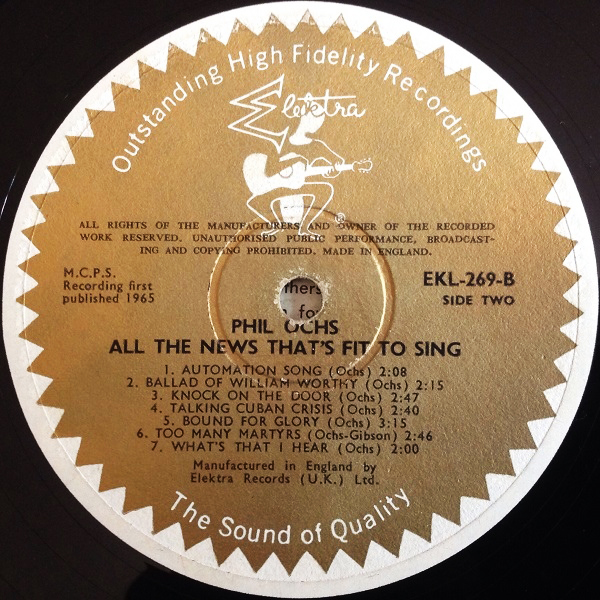 Outstanding High Fidelity Recordings
Elektra
®
ALL RIGHTS OF THE MANUFACTURERS AND OWNER OF THE RECORDED
WORK RESERVED. UNAUTHORISED PUBLIC PERFORMANCE, BROADCAST-
ING AND COPYING PROHIBITED. MADE IN ENGLAND.
M.C.P.S.
Recording first
published 1965
EKL-269-B
SIDE TWO
PHIL OCHS
ALL THE NEWS THAT'S FIT TO SING
1. AUTOMATION SONG (Ochs) 2:08
2. BALLAD OF WILLIAM WORTHY (Ochs) 2:15
3. KNOCK ON THE DOOR (Ochs) 2:47
4. TALKING CUBAN CRISIS (Ochs) 2:40
5. BOUND FOR GLORY (Ochs) 3:15
6. TOO MANY MARTYRS (Ochs-Gibson) 2:46
7. WHAT'S THAT I HEAR (Ochs) 2:00
Manufactured in England by
Elektra Records (U.K.) Ltd.
The Sound of Quality